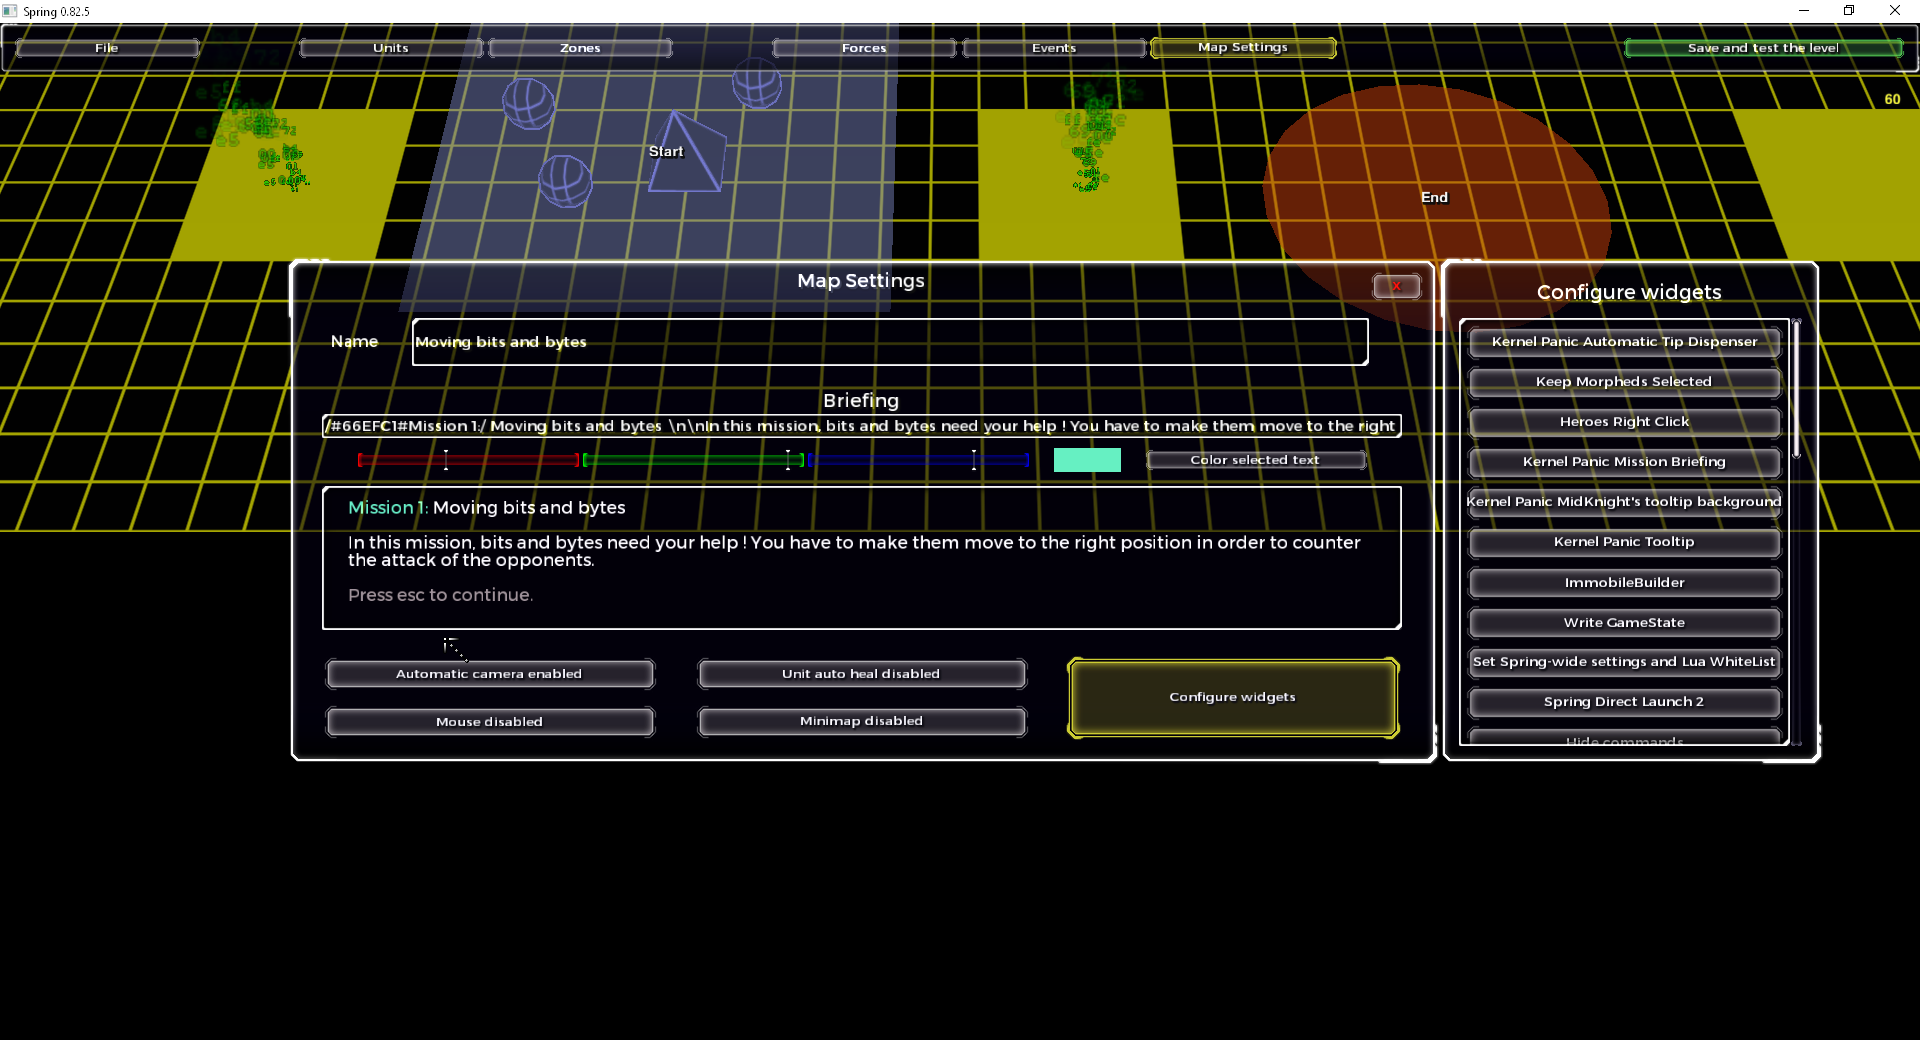 Spring 0.82.5
File
Units
Zones
Forces
Events
Map Settings
Save and test the level
60
Start
End
Map Settings
X
Name
Moving bits and bytes
Briefing
/#66EFC1#Mission 1:/ Moving bits and bytes \n\nIn this mission, bits and bytes need your help ! You have to make them move to the right
Color selected text
Mission 1: Moving bits and bytes
In this mission, bits and bytes need your help ! You have to make them move to the right position in order to counter
the attack of the opponents.
Press esc to continue.
Automatic camera enabled
Unit auto heal disabled
Configure widgets
Mouse disabled
Minimap disabled
Configure widgets
Kernel Panic Automatic Tip Dispenser
Keep Morpheds Selected
Heroes Right Click
Kernel Panic Mission Briefing
Kernel Panic MidKnight's tooltip background
Kernel Panic Tooltip
ImmobileBuilder
Write GameState
Set Spring-wide settings and Lua WhiteList
Spring Direct Launch 2
Hide commands